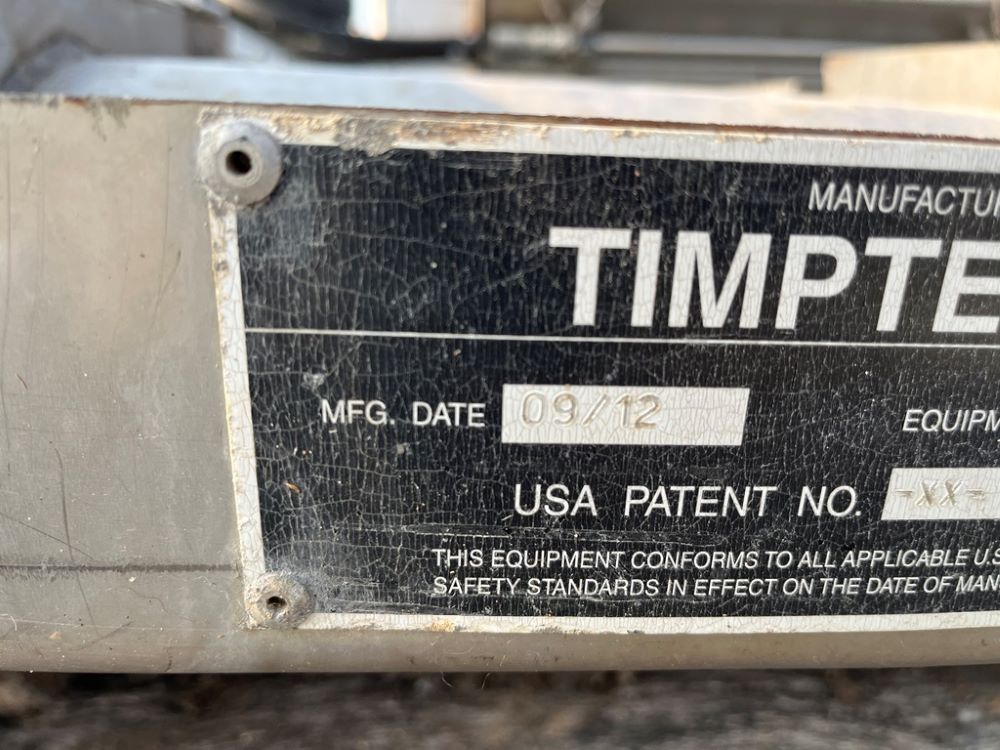 MANUFACTU
TIMPTE
MFG. DATE 09/12
EQUIPM
USA PATENT NO. -XX-
THIS EQUIPMENT CONFORMS TO ALL APPLICABLE U.S
SAFETY STANDARDS IN EFFECT ON THE DATE OF MAN